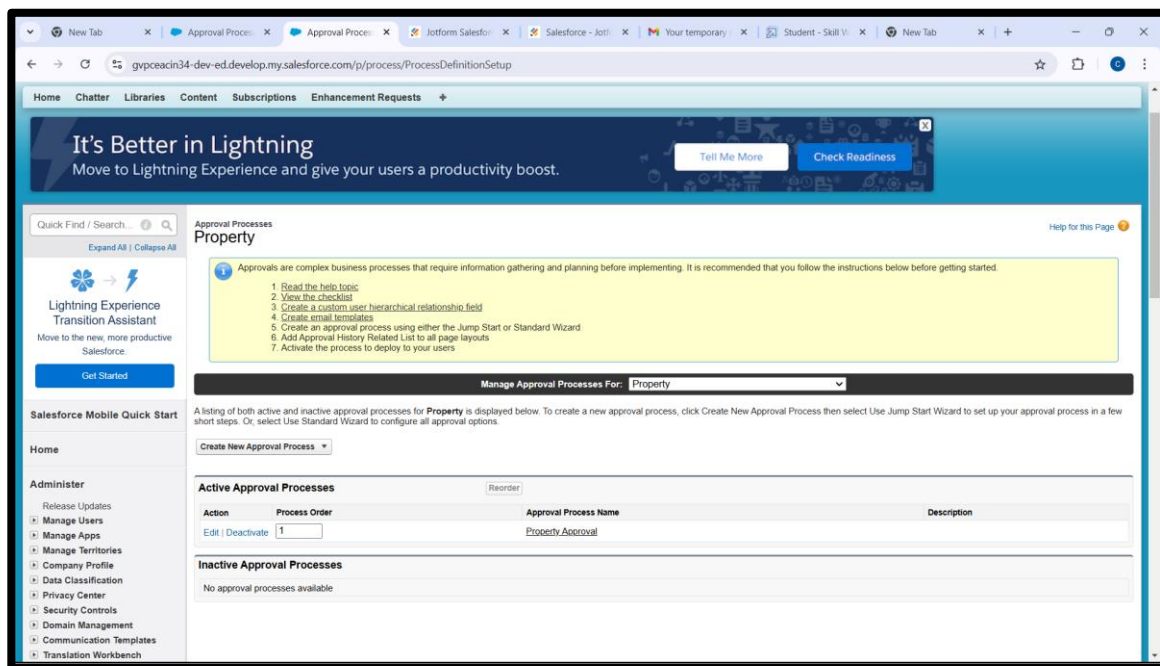 New Tab
Approval Proces
Approval Proces
Jotform Salesfor
Salesforce - Jotf
Your temporary
Student - Skill W
New Tab
gvpceacin34-dev-ed.develop.my.salesforce.com/p/process/ProcessDefinitionSetup
C
Home Chatter Libraries Content Subscriptions Enhancement Requests +
It's Better in Lightning
Move to Lightning Experience and give your users a productivity boost.
Tell Me More
Check Readiness
X
Quick Find / Search...
Expand All | Collapse All
Lightning Experience
Transition Assistant
Move to the new, more productive
Salesforce.
Get Started
Salesforce Mobile Quick Start
Home
Administer
Release Updates
Manage Users
Manage Apps
Manage Territories
Company Profile
Data Classification
Privacy Center
Security Controls
Domain Management
Communication Templates
Translation Workbench
Approval Processes
Property
Help for this Page
Approvals are complex business processes that require information gathering and planning before implementing. It is recommended that you follow the instructions below before getting started.
1. Read the help topic
2. View the checklist
3. Create a custom user hierarchical relationship field
4. Create email templates
5. Create an approval process using either the Jump Start or Standard Wizard
6. Add Approval History Related List to all page layouts
7. Activate the process to deploy to your users
Manage Approval Processes For: Property
A listing of both active and inactive approval processes for Property is displayed below. To create a new approval process, click Create New Approval Process then select Use Jump Start Wizard to set up your approval process in a few
short steps. Or, select Use Standard Wizard to configure all approval options.
Create New Approval Process
Active Approval Processes Reorder
Action Process Order Approval Process Name Description
Edit | Deactivate 1 Property Approval
Inactive Approval Processes
No approval processes available